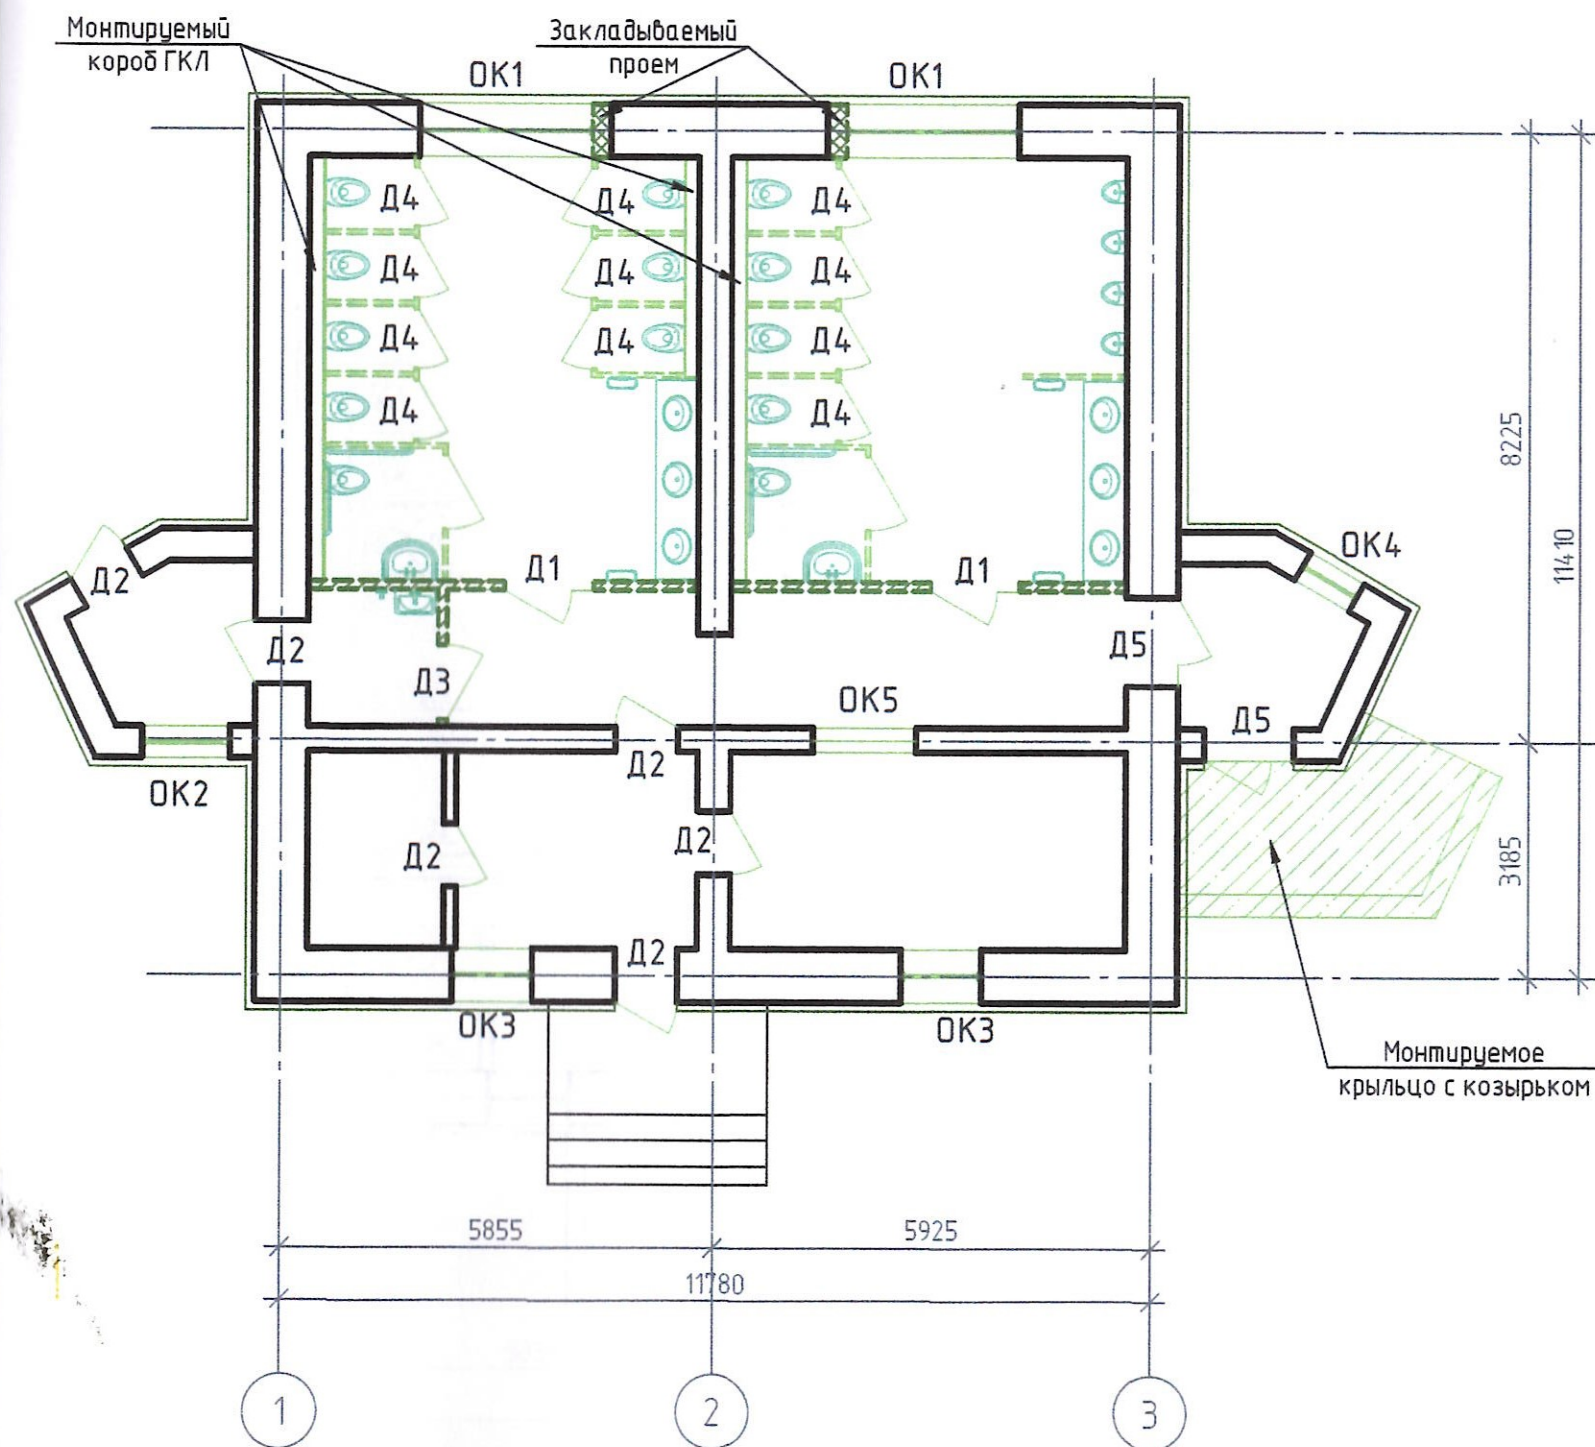 Монтируемый
короб ГКЛ
Закладываемый
проем
ОК1
ОК1
Д4
Д4
Д4
Д4
Д4
Д4
Д4
Д4
Д4
Д4
Д4
8225
11410
ОК4
Д2
Д1
Д1
Д2
Д3
Д5
ОК5
Д5
Д2
ОК2
Д2
Д2
3185
Д2
ОК3
ОК3
Монтируемое
крыльцо с козырьком
5855
5925
11780
1
2
3